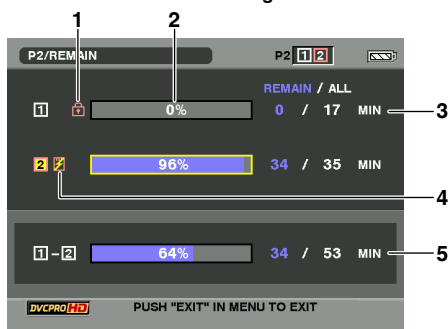 1 2
P2/REMAIN P2 1 2
REMAIN / ALL
1 0% 0 / 17 MIN 3
2 96% 34 / 35 MIN
4
1-2 64% 34 / 53 MIN 5
DVCPRO HD PUSH "EXIT" IN MENU TO EXIT